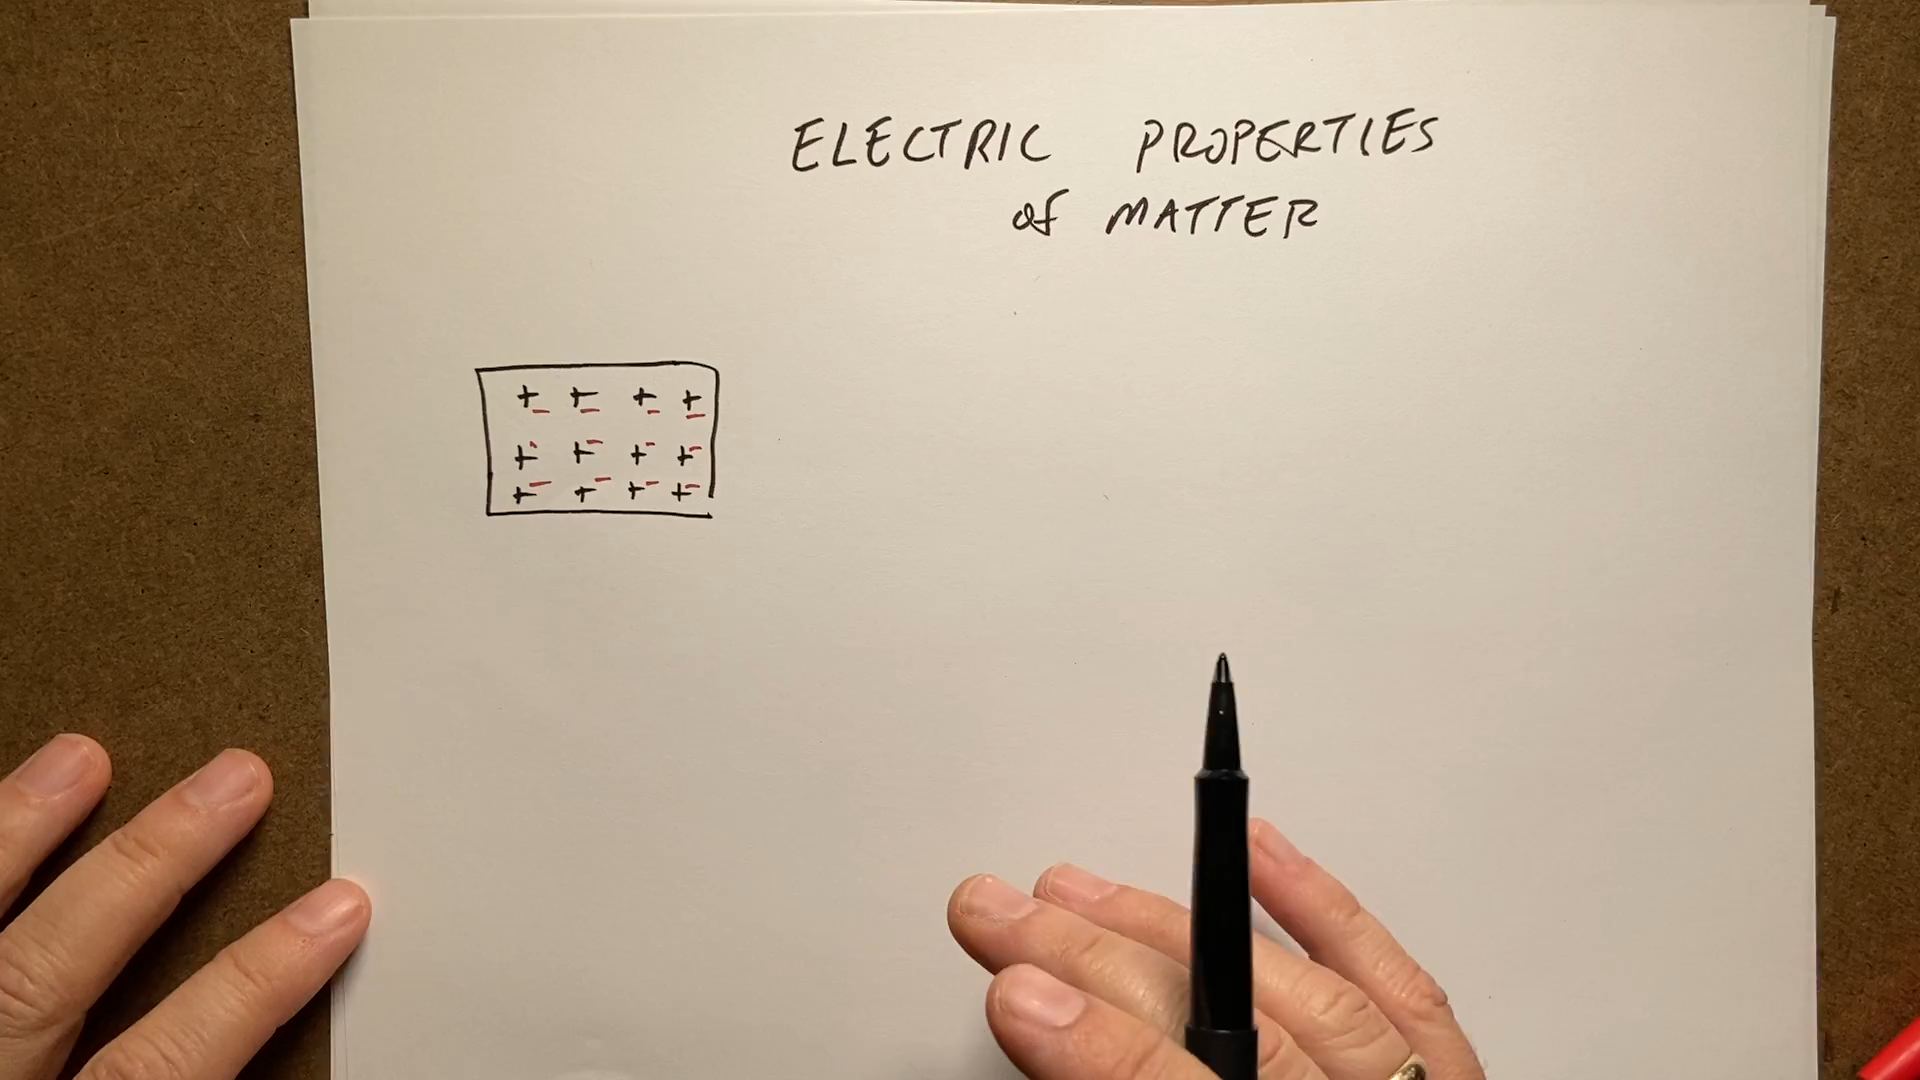 ELECTRIC PROPERTIES
of MATTER
+ + + +
- - - -
- - - -
+ + + +
- - - -
+ + + +